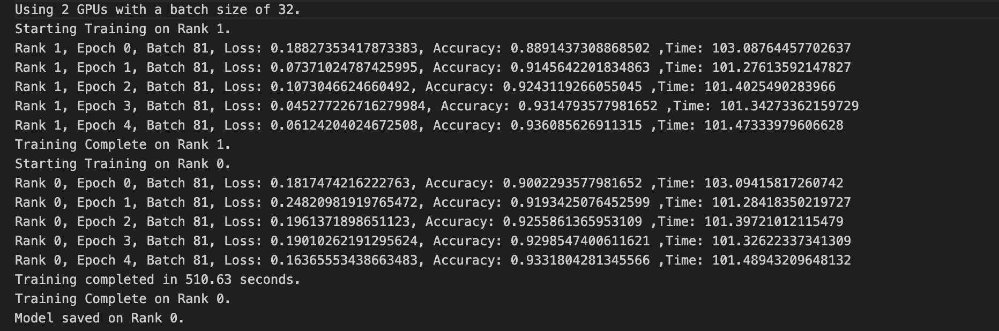 Using 2 GPUs with a batch size of 32.
Starting Training on Rank 1.
Rank 1, Epoch 0, Batch 81, Loss: 0.18827353417873383, Accuracy: 0.8891437308868502 ,Time: 103.08764457702637
Rank 1, Epoch 1, Batch 81, Loss: 0.07371024787425995, Accuracy: 0.9145642201834863 ,Time: 101.27613592147827
Rank 1, Epoch 2, Batch 81, Loss: 0.1073046624660492, Accuracy: 0.9243119266055045 ,Time: 101.4025490283966
Rank 1, Epoch 3, Batch 81, Loss: 0.045277226716279984, Accuracy: 0.9314793577981652 ,Time: 101.34273362159729
Rank 1, Epoch 4, Batch 81, Loss: 0.06124204024672508, Accuracy: 0.936085626911315 ,Time: 101.47333979606628
Training Complete on Rank 1.
Starting Training on Rank 0.
Rank 0, Epoch 0, Batch 81, Loss: 0.1817474216222763, Accuracy: 0.9002293577981652 ,Time: 103.09415817260742
Rank 0, Epoch 1, Batch 81, Loss: 0.24820981919765472, Accuracy: 0.9193425076452599 ,Time: 101.28418350219727
Rank 0, Epoch 2, Batch 81, Loss: 0.1961371898651123, Accuracy: 0.9255861365953109 ,Time: 101.39721012115479
Rank 0, Epoch 3, Batch 81, Loss: 0.19010262191295624, Accuracy: 0.9298547400611621 ,Time: 101.32622337341309
Rank 0, Epoch 4, Batch 81, Loss: 0.16365553438663483, Accuracy: 0.9331804281345566 ,Time: 101.48943209648132
Training completed in 510.63 seconds.
Training Complete on Rank 0.
Model saved on Rank 0.